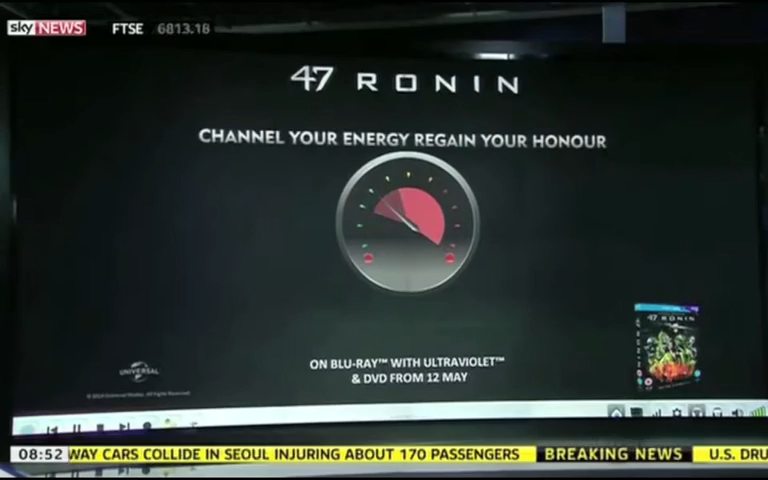 sky NEWS FTSE 6813.18
47 RONIN
CHANNEL YOUR ENERGY REGAIN YOUR HONOUR
47 RONIN
UNIVERSAL
ON BLU-RAY™ WITH ULTRAVIOLET™
& DVD FROM 12 MAY
08:52 WAY CARS COLLIDE IN SEOUL INJURING ABOUT 170 PASSENGERS BREAKING NEWS U.S. DRU